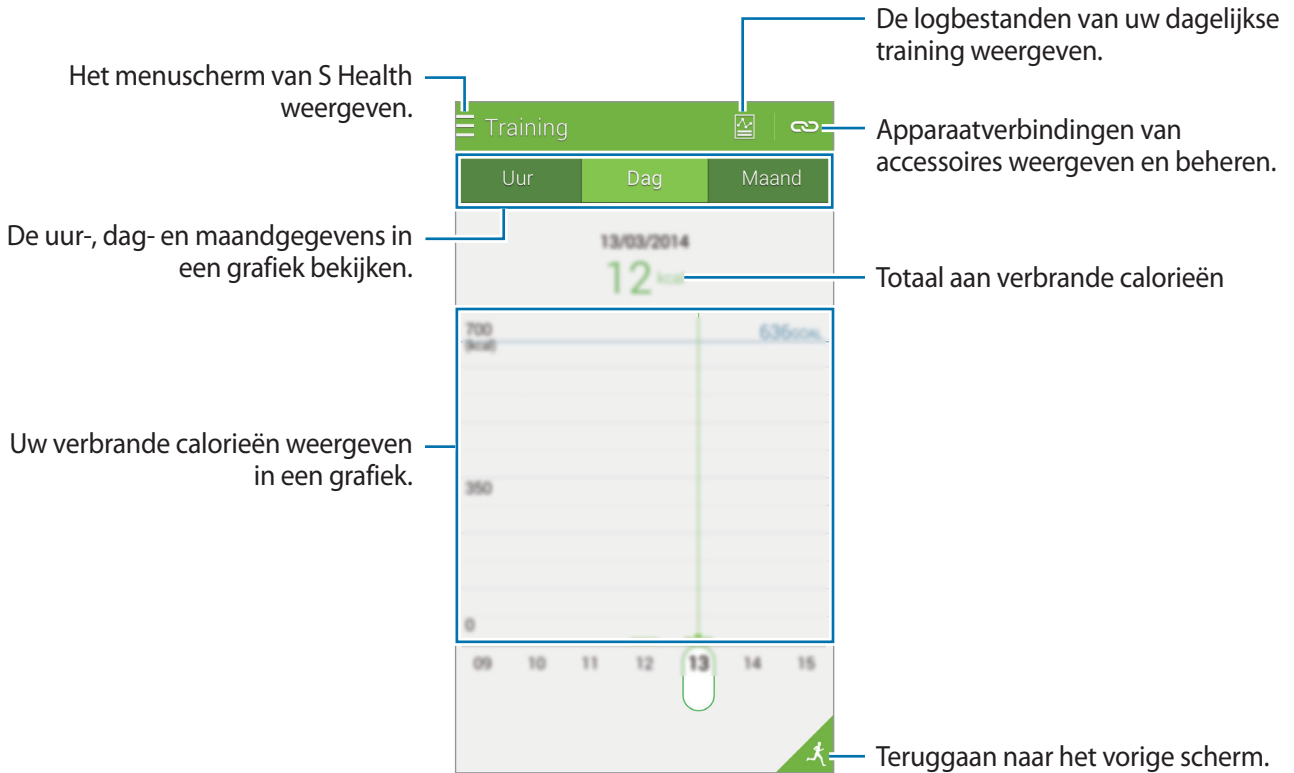 De logbestanden van uw dagelijkse
training weergeven.
Het menuscherm van S Health
weergeven.
Training
Apparaatverbindingen van
accessoires weergeven en beheren.
Uur
Dag
Maand
De uur-, dag- en maandgegevens in
een grafiek bekijken.
13/03/2014
12 kcal
Totaal aan verbrande calorieën
700
(kcal)
636GOAL
Uw verbrande calorieën weergeven
in een grafiek.
350
0
09 10 11 12 13 14 15
Teruggaan naar het vorige scherm.